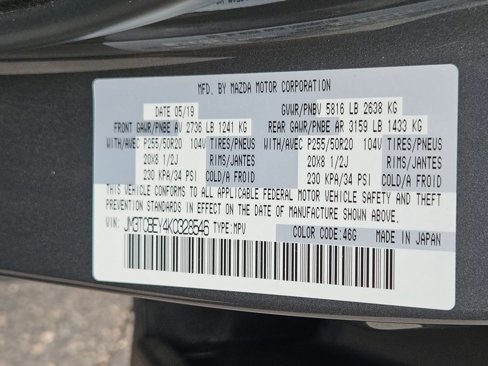 MFD. BY MAZDA MOTOR CORPORATION
DATE 05/19 GVWR/PNBV 5816 LB 2638 KG
FRONT GAWR/PNBE AV 2736 LB 1241 KG REAR GAWR/PNBE AR 3159 LB 1433 KG
WITH/AVEC P255/50R20 104V TIRES/PNEUS WITH/AVEC P255/50R20 104V TIRES/PNEUS
20X8 1/2J RIMS/JANTES 20X8 1/2J RIMS/JANTES
230 KPA/34 PSI COLD/A FROID 230 KPA/34 PSI COLD/A FROID
THIS VEHICLE CONFORMS TO ALL APPLICABLE FEDERAL MOTOR VEHICLE SAFETY AND THEFT
PREVENTION STANDARDS IN EFFECT ON THE DATE OF MANUFACTURE SHOWN ABOVE.
VIN: JM3TCBEY4K0328546 TYPE: MPV COLOR CODE: 46G MADE IN JAPAN